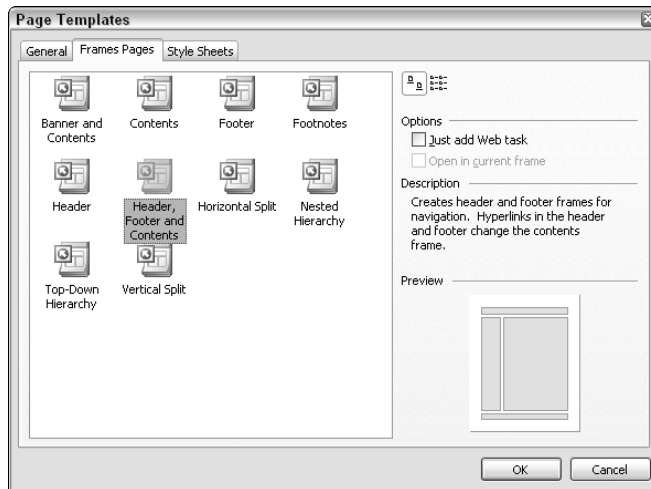 Page Templates
General
Frames Pages
Style Sheets
Banner and
Contents
Contents
Footer
Footnotes
Header
Header,
Footer and
Contents
Horizontal Split
Nested
Hierarchy
Top-Down
Hierarchy
Vertical Split
Options
Just add Web task
Open in current frame
Description
Creates header and footer frames for
navigation. Hyperlinks in the header
and footer change the contents
frame.
Preview
OK
Cancel